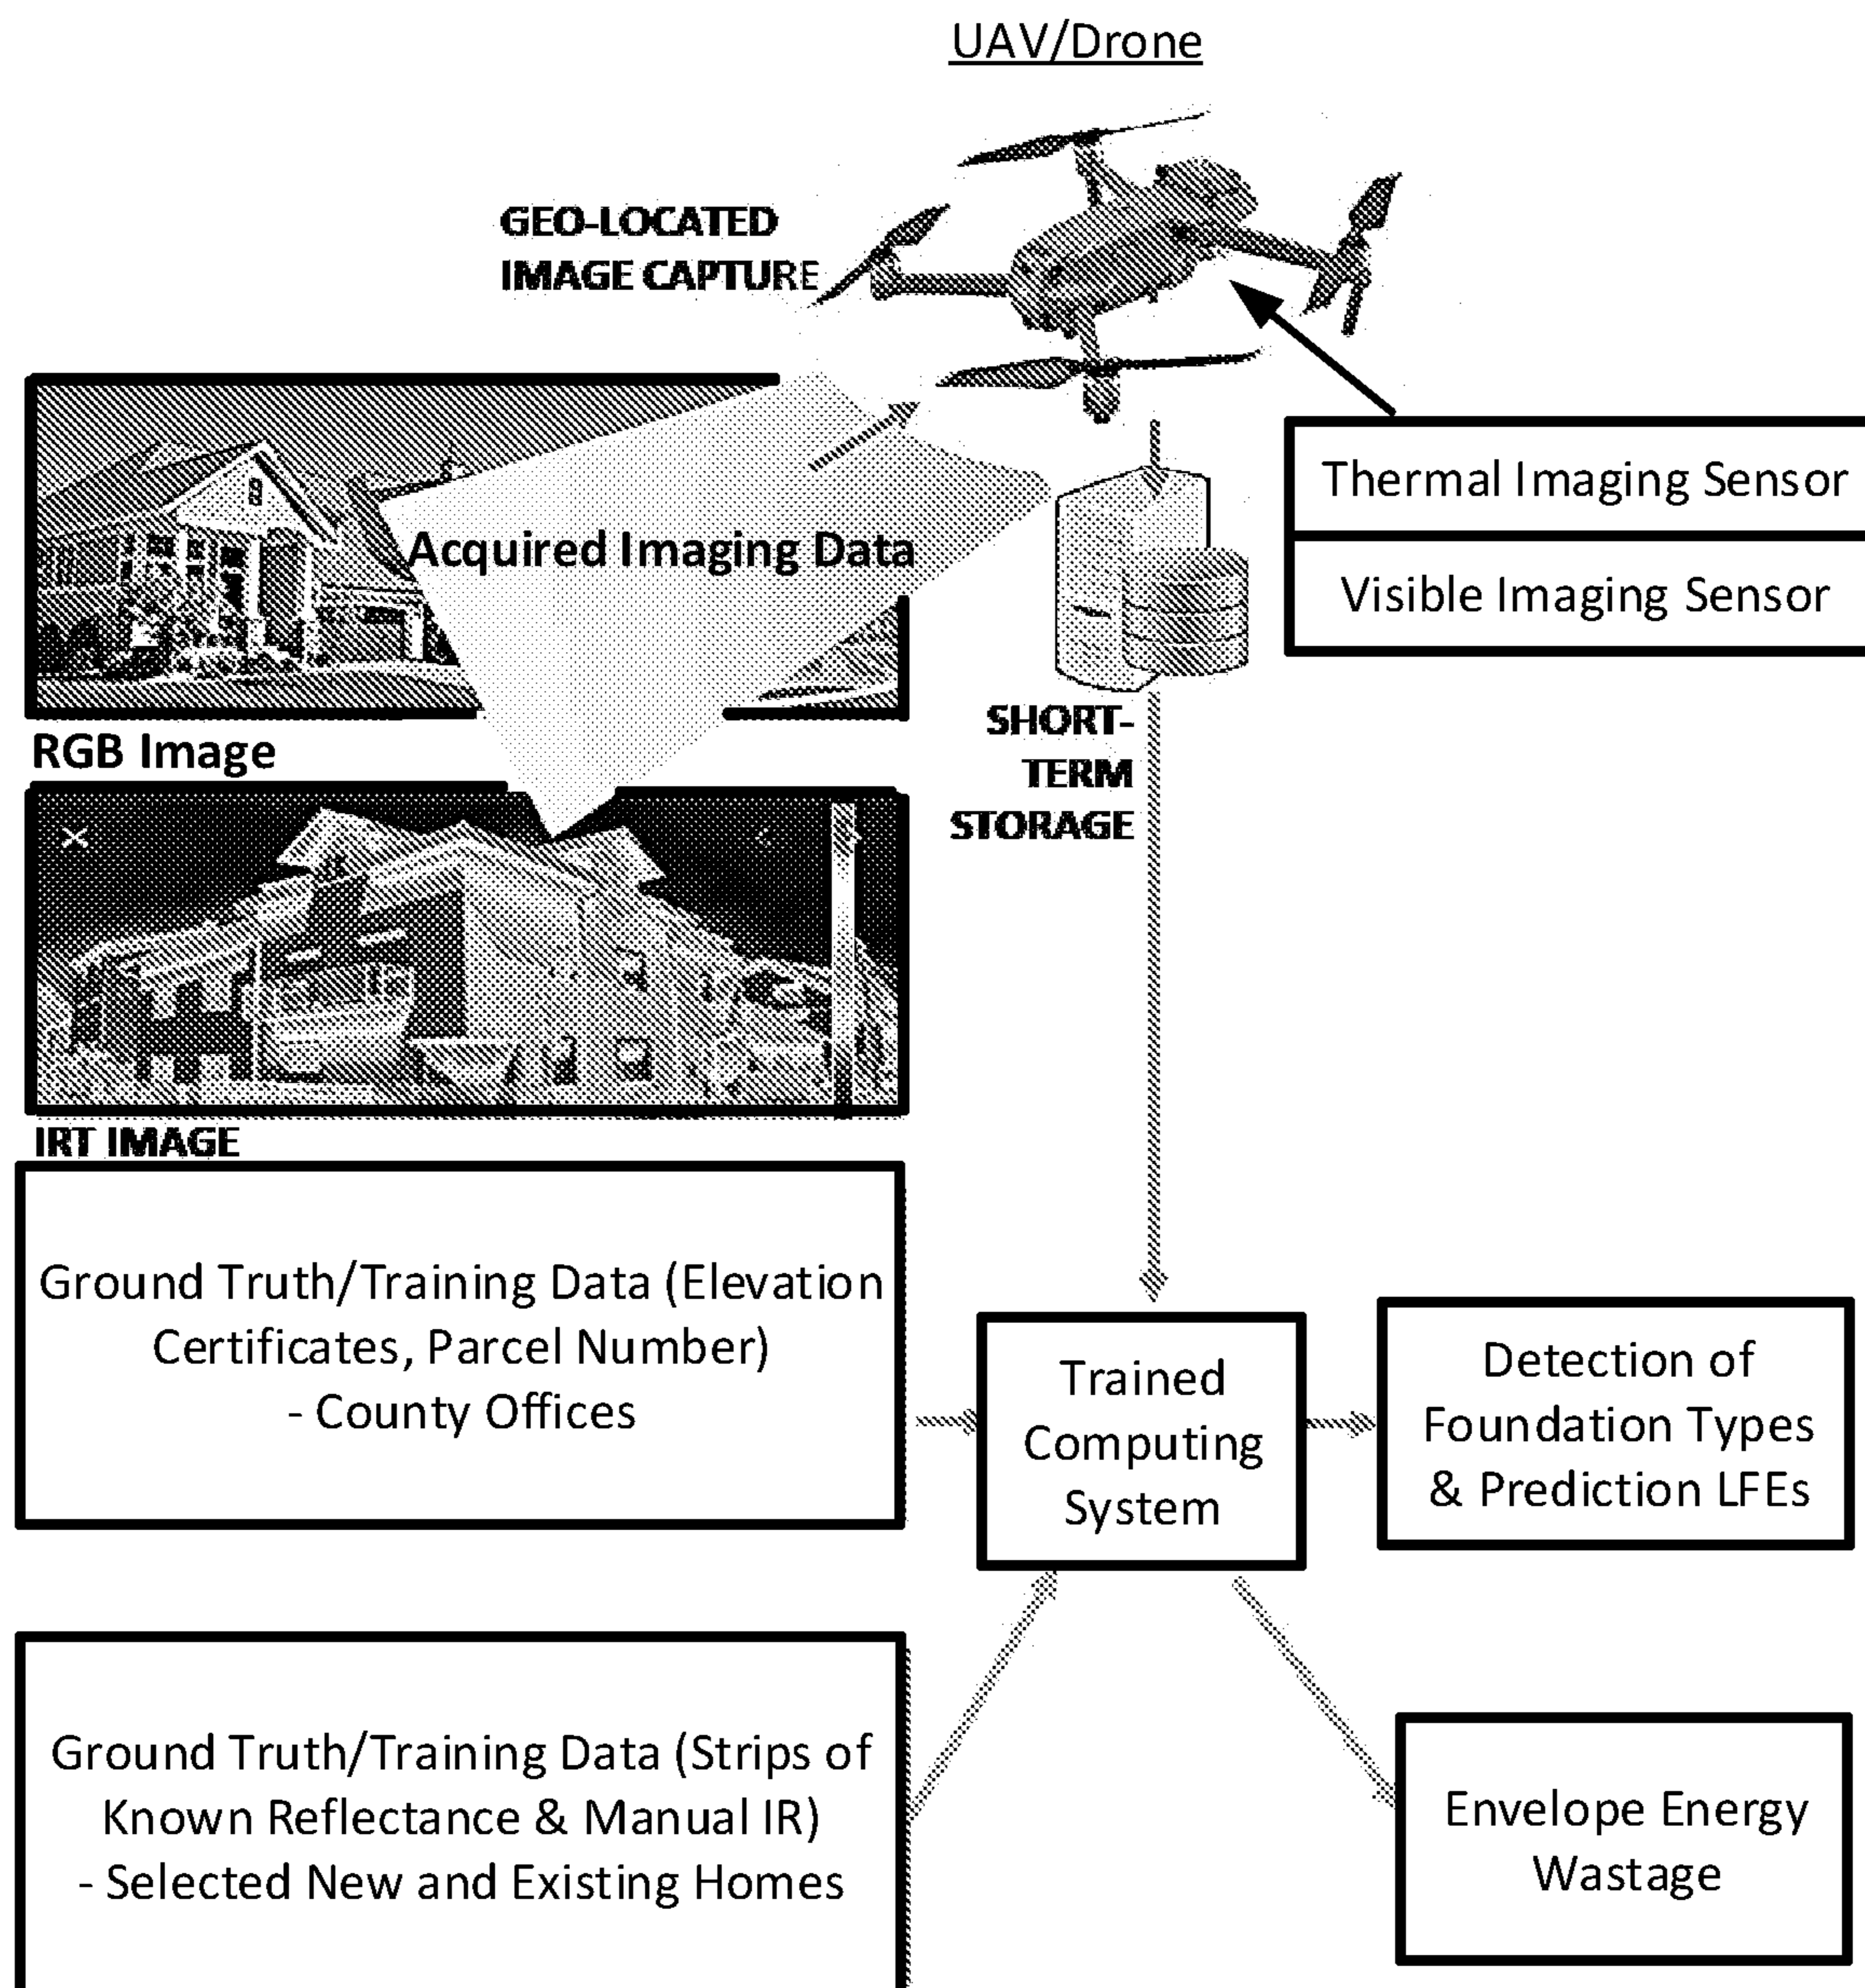 UAV/Drone
GEO-LOCATED
IMAGE CAPTURE
Thermal Imaging Sensor
Visible Imaging Sensor
Acquired Imaging Data
RGB Image
SHORT-
TERM
STORAGE
IRT IMAGE
Ground Truth/Training Data (Elevation
Certificates, Parcel Number)
- County Offices
Trained
Computing
System
Detection of
Foundation Types
& Prediction LFEs
Ground Truth/Training Data (Strips of
Known Reflectance & Manual IR)
- Selected New and Existing Homes
Envelope Energy
Wastage